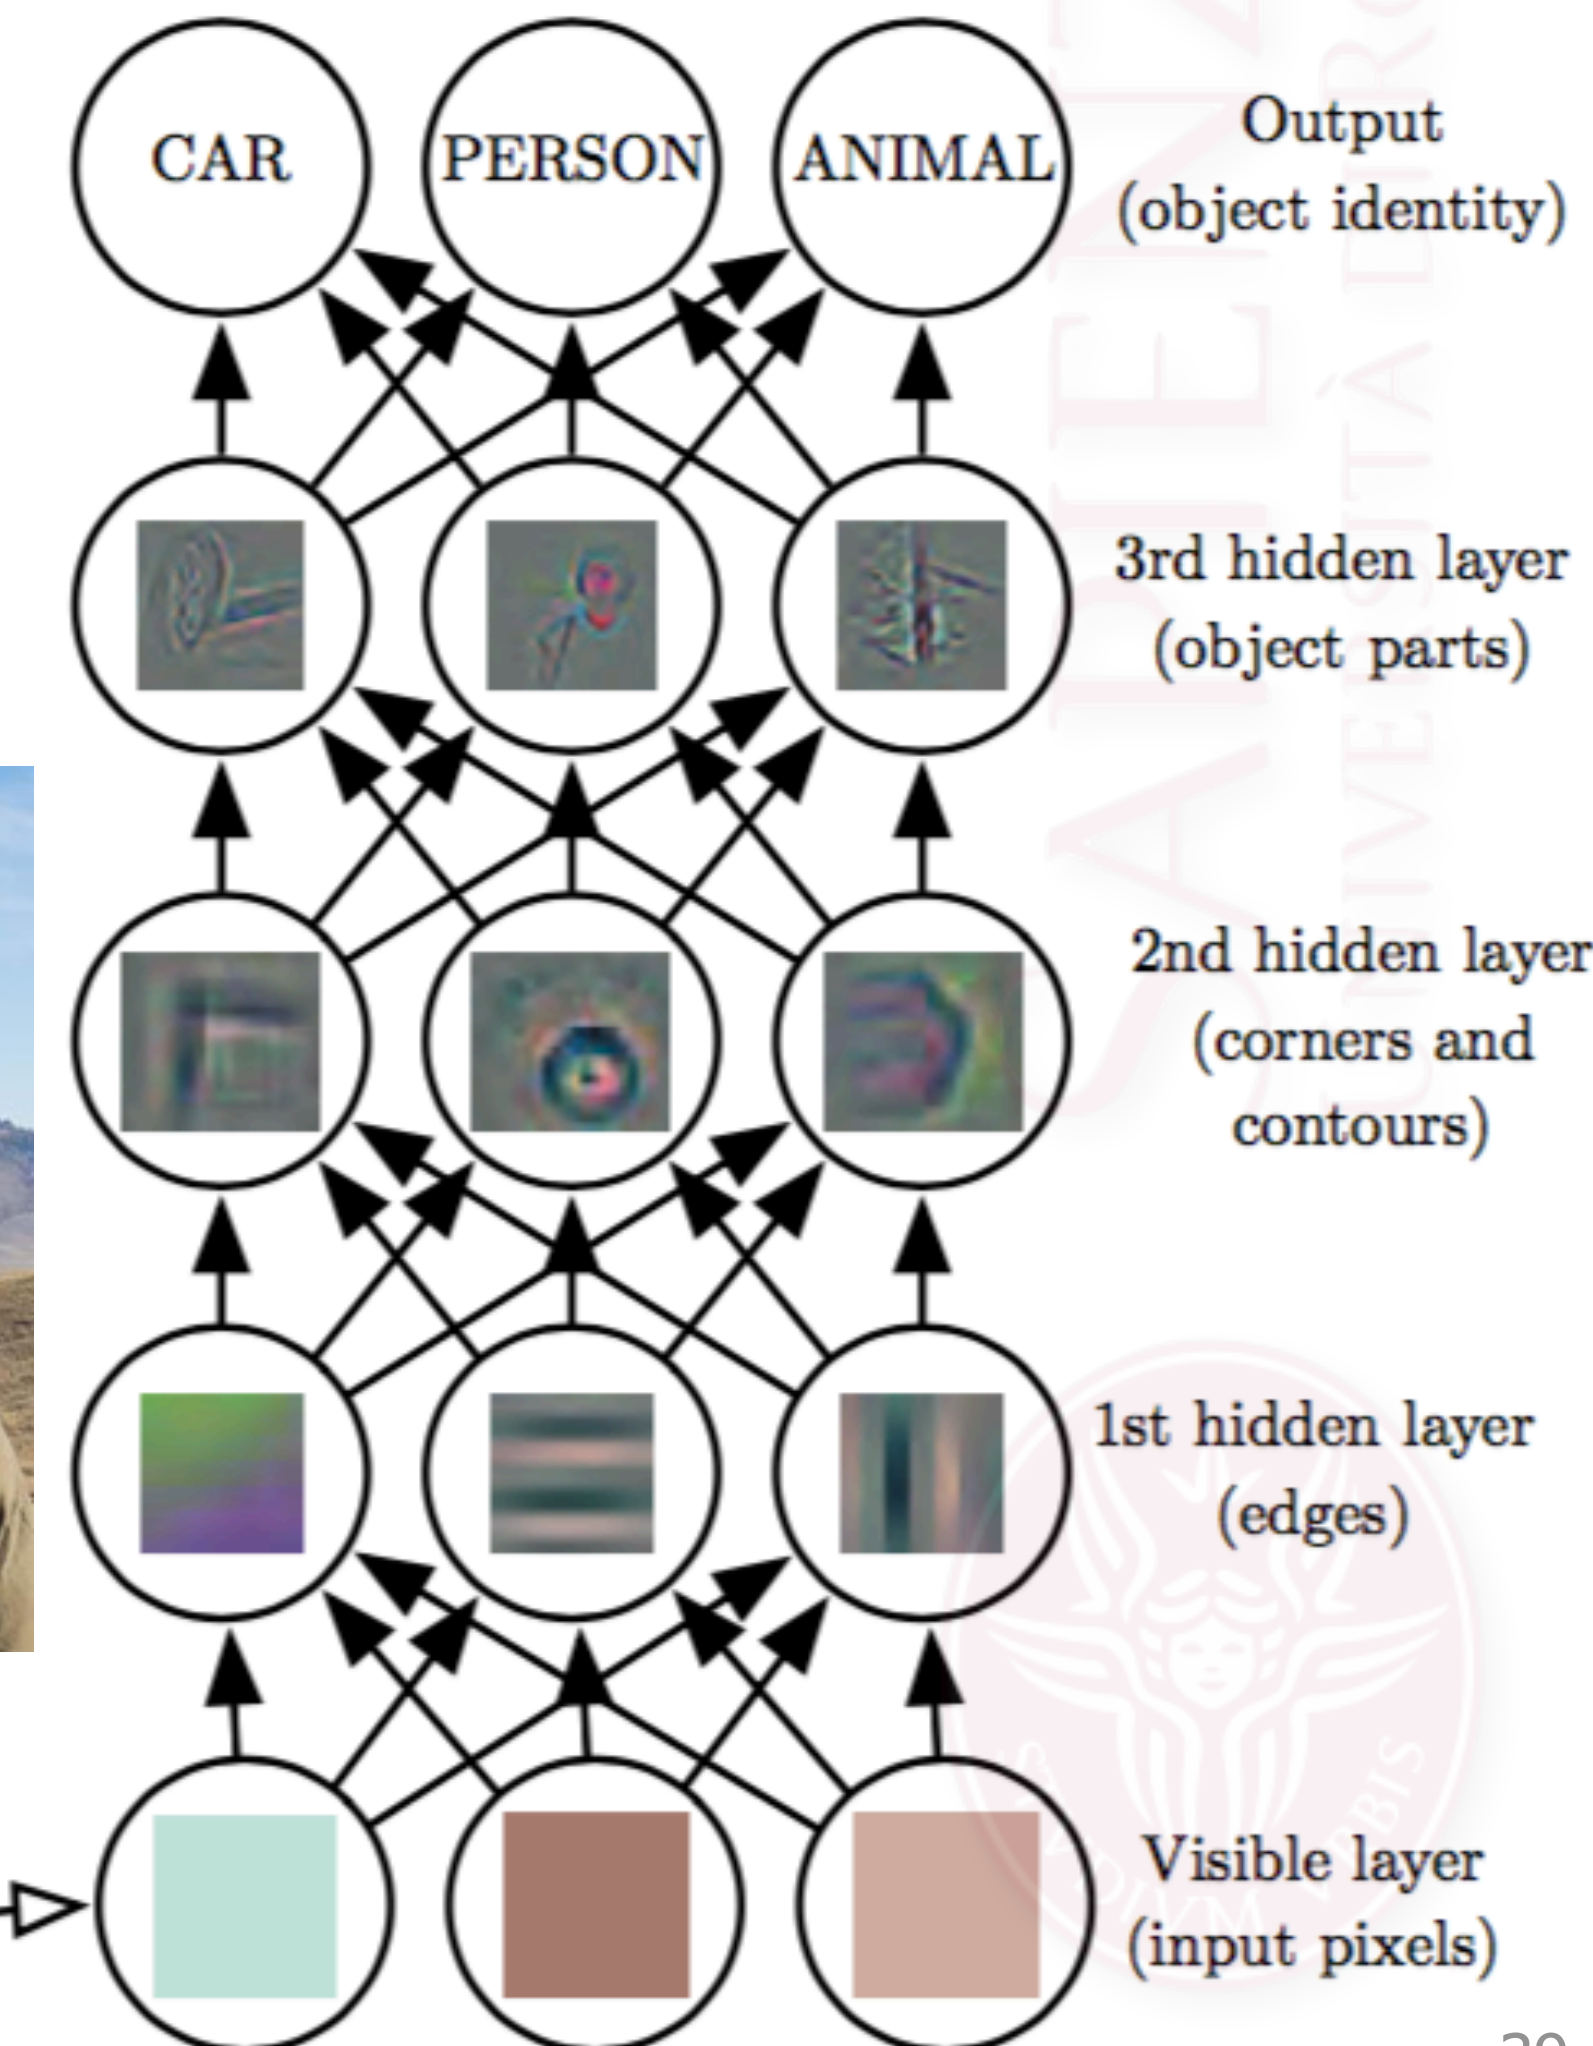 CAR PERSON ANIMAL
Output
(object identity)
3rd hidden layer
(object parts)
2nd hidden layer
(corners and
contours)
1st hidden layer
(edges)
Visible layer
(input pixels)